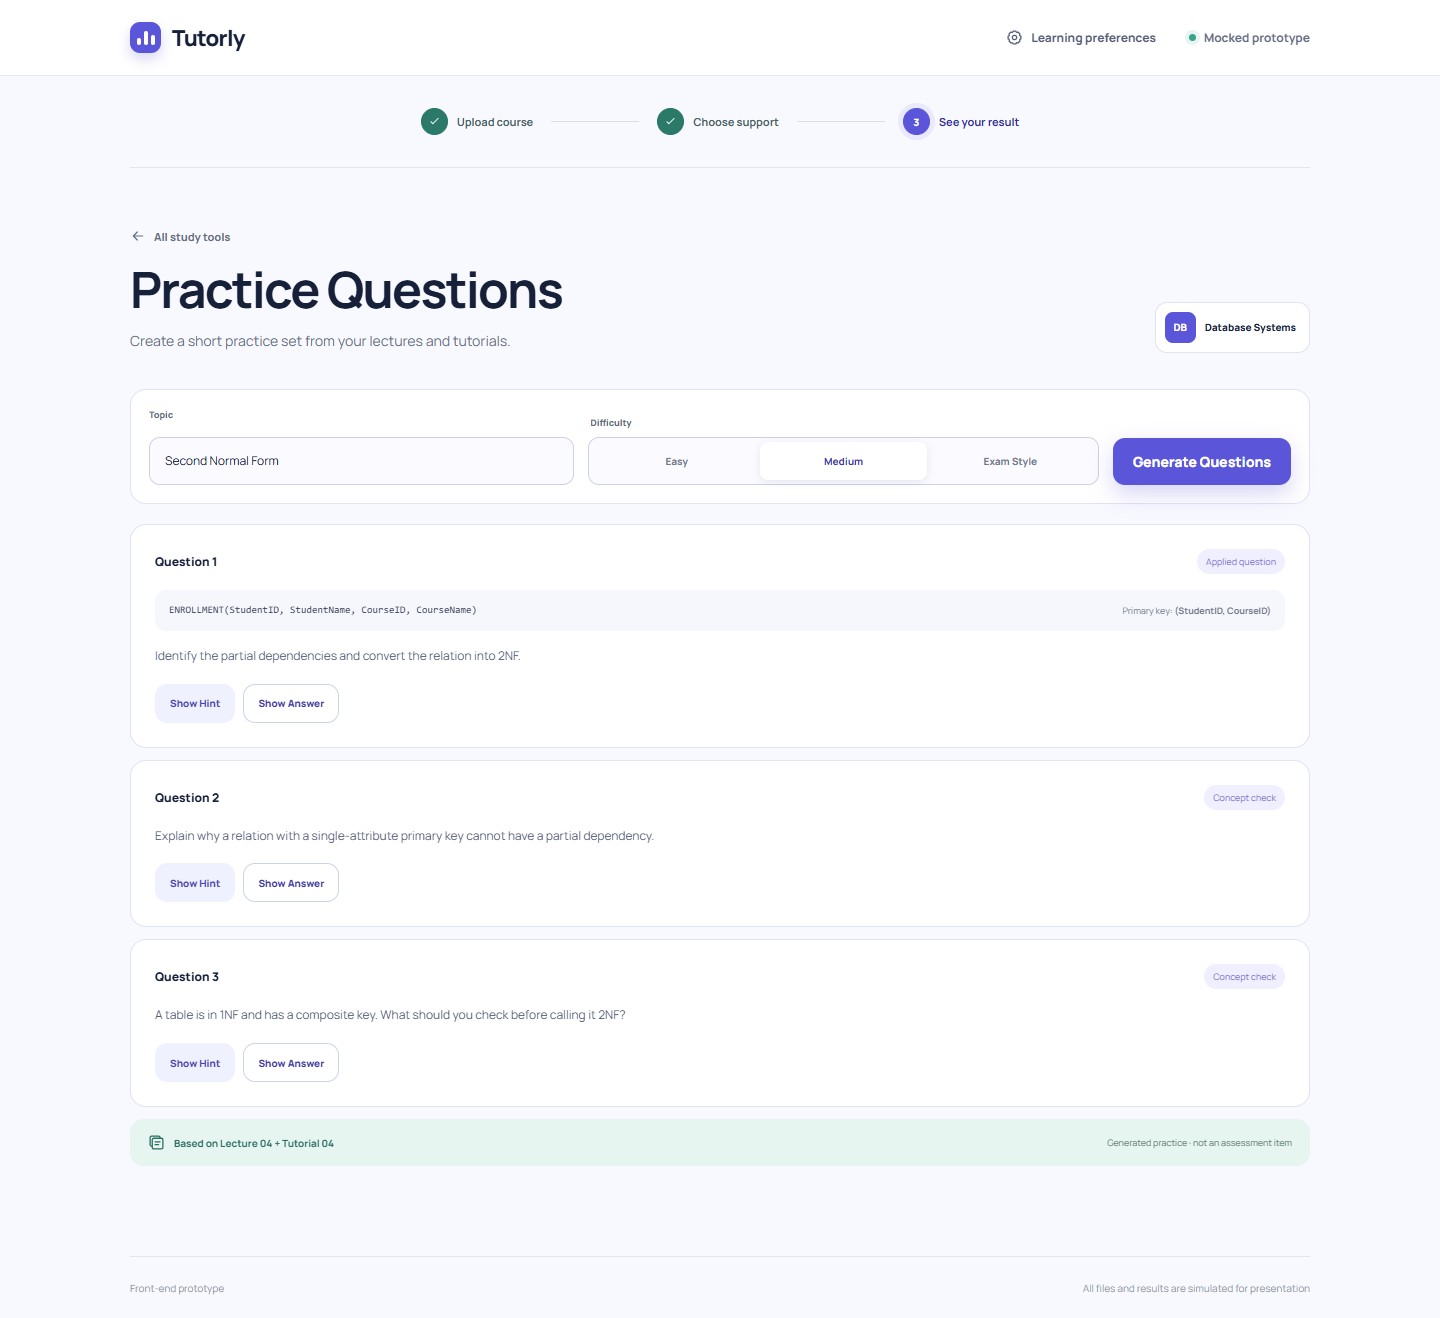 Tutorly
Learning preferences
Mocked prototype
Upload course
Choose support
3
See your result
All study tools
Practice Questions
Create a short practice set from your lectures and tutorials.
DB
Database Systems
Topic
Difficulty
Second Normal Form
Easy
Medium
Exam Style
Generate Questions
Question 1
Applied question
ENROLLMENT(StudentID, StudentName, CourseID, CourseName)
Primary key: (StudentID, CourseID)
Identify the partial dependencies and convert the relation into 2NF.
Show Hint
Show Answer
Question 2
Concept check
Explain why a relation with a single-attribute primary key cannot have a partial dependency.
Show Hint
Show Answer
Question 3
Concept check
A table is in 1NF and has a composite key. What should you check before calling it 2NF?
Show Hint
Show Answer
Based on Lecture 04 + Tutorial 04
Generated practice · not an assessment item
Front-end prototype
All files and results are simulated for presentation